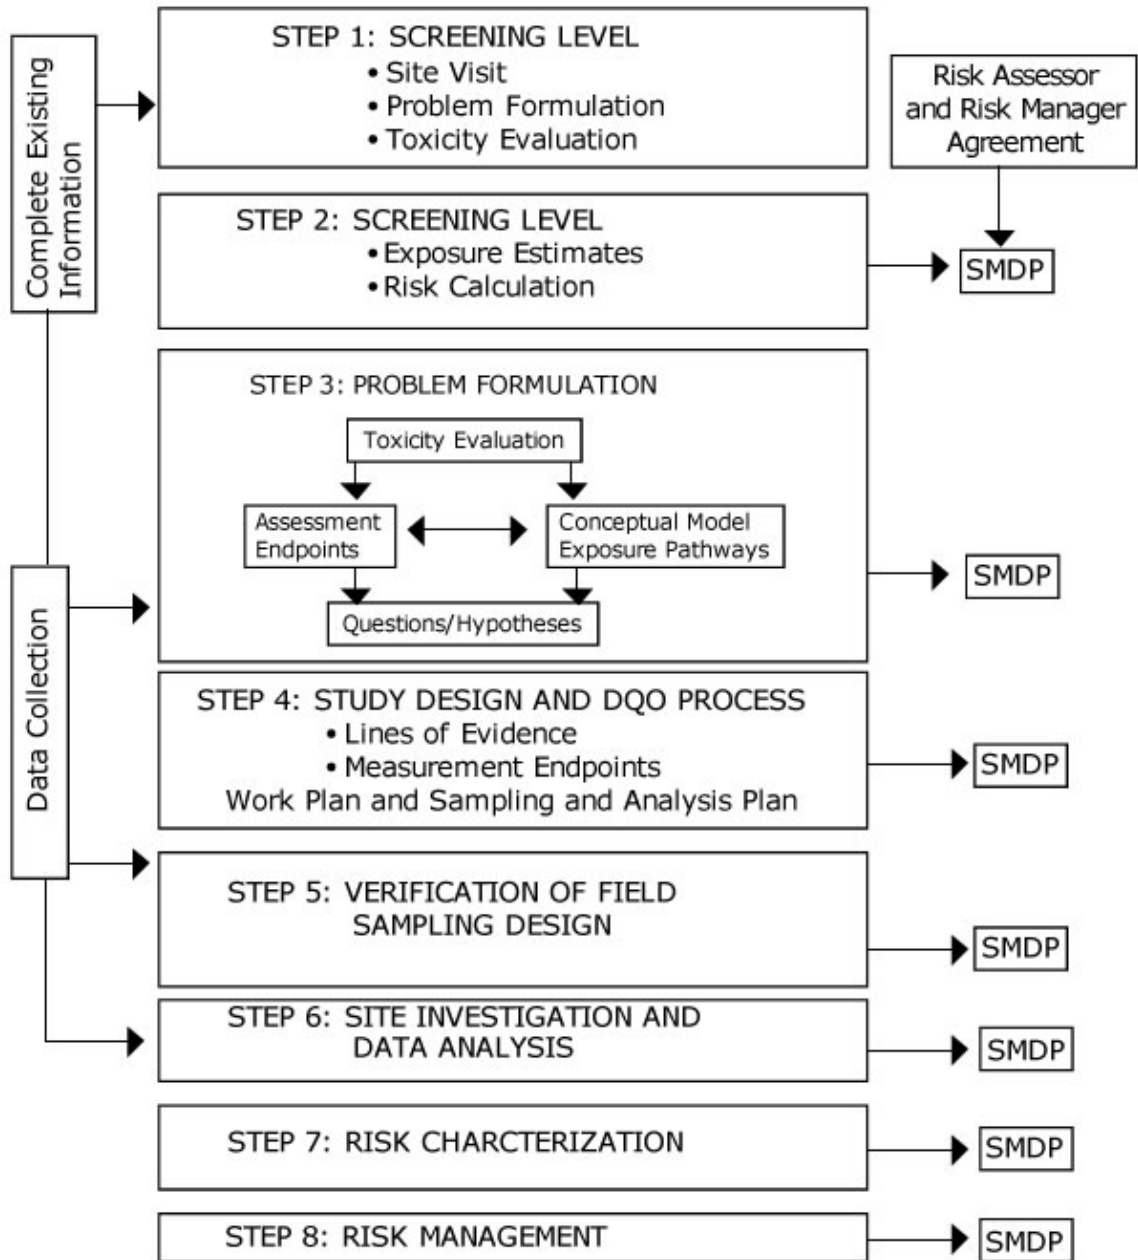 Complete Existing
Information
STEP 1: SCREENING LEVEL
• Site Visit
• Problem Formulation
• Toxicity Evaluation
Risk Assessor
and Risk Manager
Agreement
STEP 2: SCREENING LEVEL
• Exposure Estimates
• Risk Calculation
SMDP
Data Collection
STEP 3: PROBLEM FORMULATION
Toxicity Evaluation
Assessment
Endpoints
Conceptual Model
Exposure Pathways
Questions/Hypotheses
SMDP
STEP 4: STUDY DESIGN AND DQO PROCESS
• Lines of Evidence
• Measurement Endpoints
Work Plan and Sampling and Analysis Plan
SMDP
STEP 5: VERIFICATION OF FIELD
SAMPLING DESIGN
SMDP
STEP 6: SITE INVESTIGATION AND
DATA ANALYSIS
SMDP
STEP 7: RISK CHARCTERIZATION
SMDP
STEP 8: RISK MANAGEMENT
SMDP